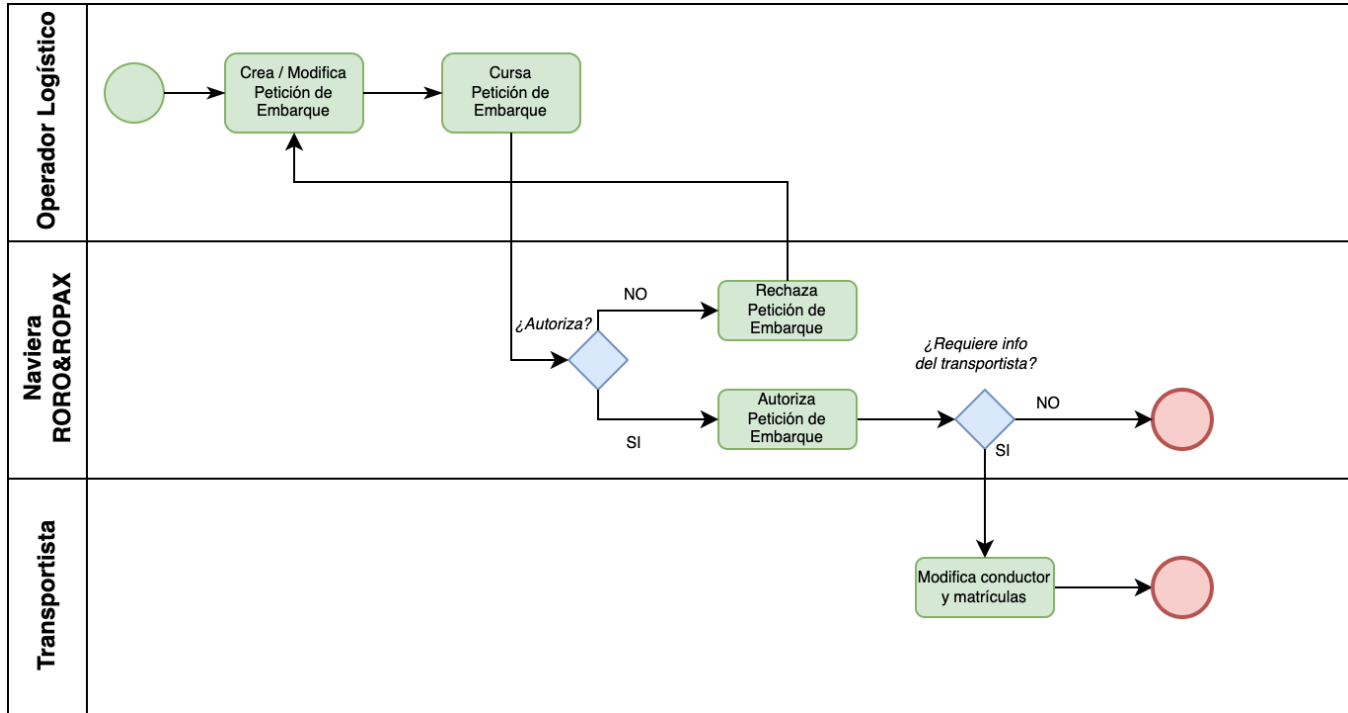 Operador Logístico
Crea / Modifica
Petición de
Embarque
Cursa
Petición de
Embarque
Naviera
RORO&ROPAX
¿Autoriza?
NO
Rechaza
Petición de
Embarque
SI
Autoriza
Petición de
Embarque
¿Requiere info
del transportista?
NO
SI
Transportista
Modifica conductor
y matrículas